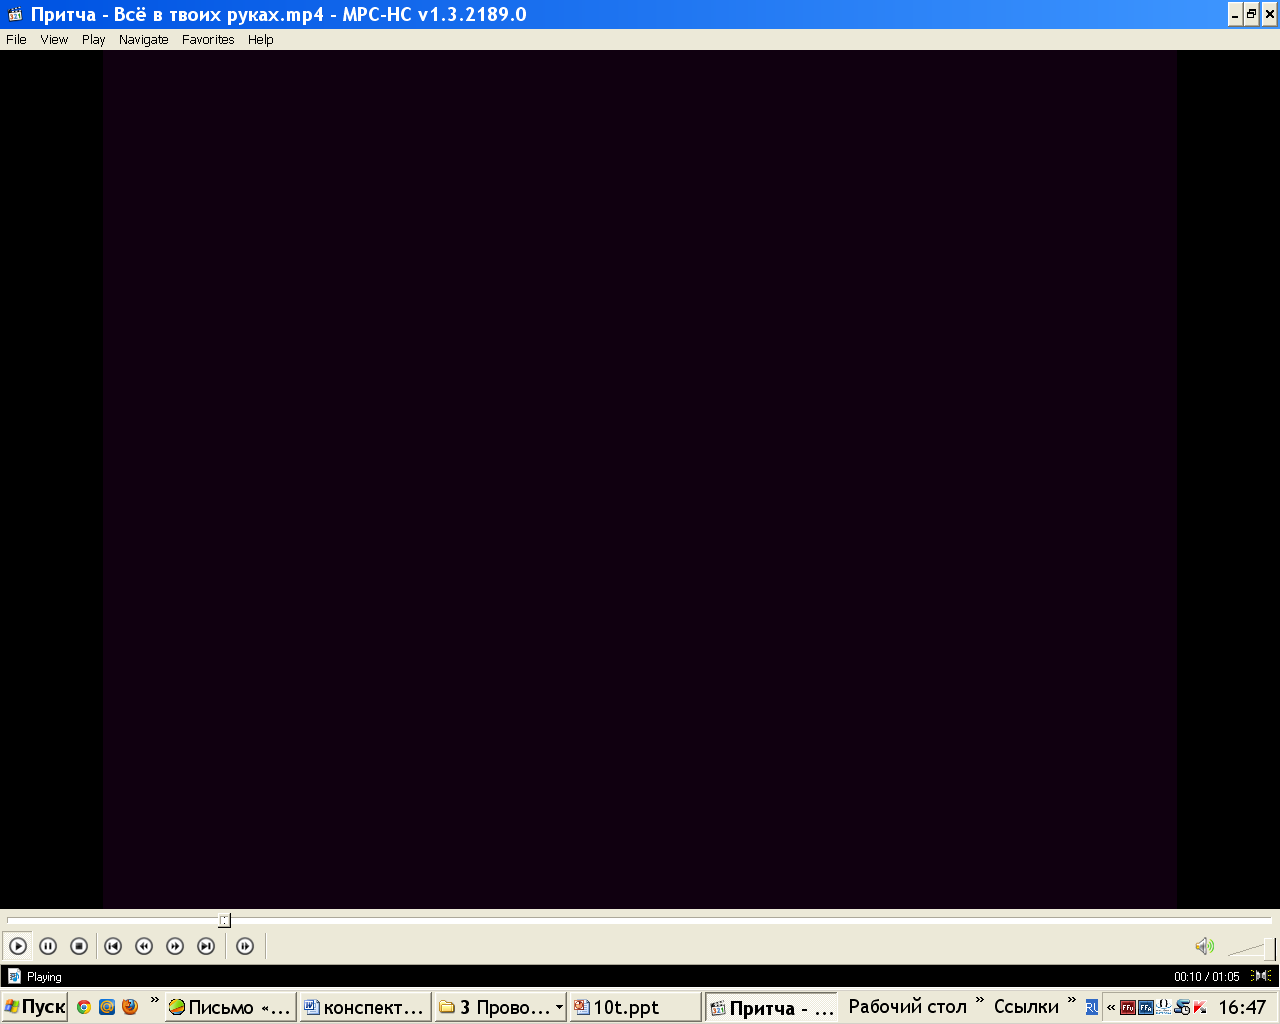 Притча - Всё в твоих руках.mp4 - MPC-HC v1.3.2189.0
File View Play Navigate Favorites Help
Playing
00:10 / 01:05
Пуск » Письмо «... конспект... 3 Прово... 10t.ppt Притча - ... Рабочий стол » Ссылки » RU « 16:47